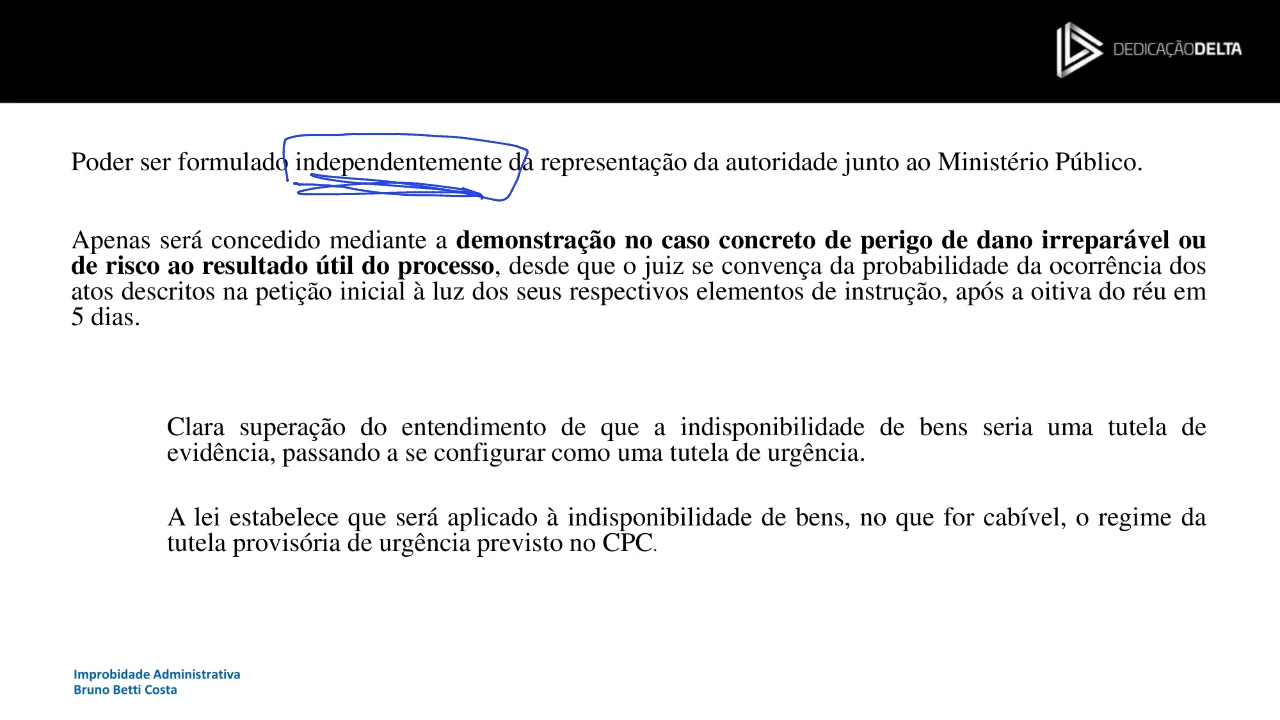 DEDICAÇÃODELTA
Poder ser formulado independentemente da representação da autoridade junto ao Ministério Público.
Apenas será concedido mediante a demonstração no caso concreto de perigo de dano irreparável ou
de risco ao resultado útil do processo, desde que o juiz se convença da probabilidade da ocorrência dos
atos descritos na petição inicial à luz dos seus respectivos elementos de instrução, após a oitiva do réu em
5 dias.
Clara superação do entendimento de que a indisponibilidade de bens seria uma tutela de
evidência, passando a se configurar como uma tutela de urgência.
A lei estabelece que será aplicado à indisponibilidade de bens, no que for cabível, o regime da
tutela provisória de urgência previsto no CPC.
Improbidade Administrativa
Bruno Betti Costa